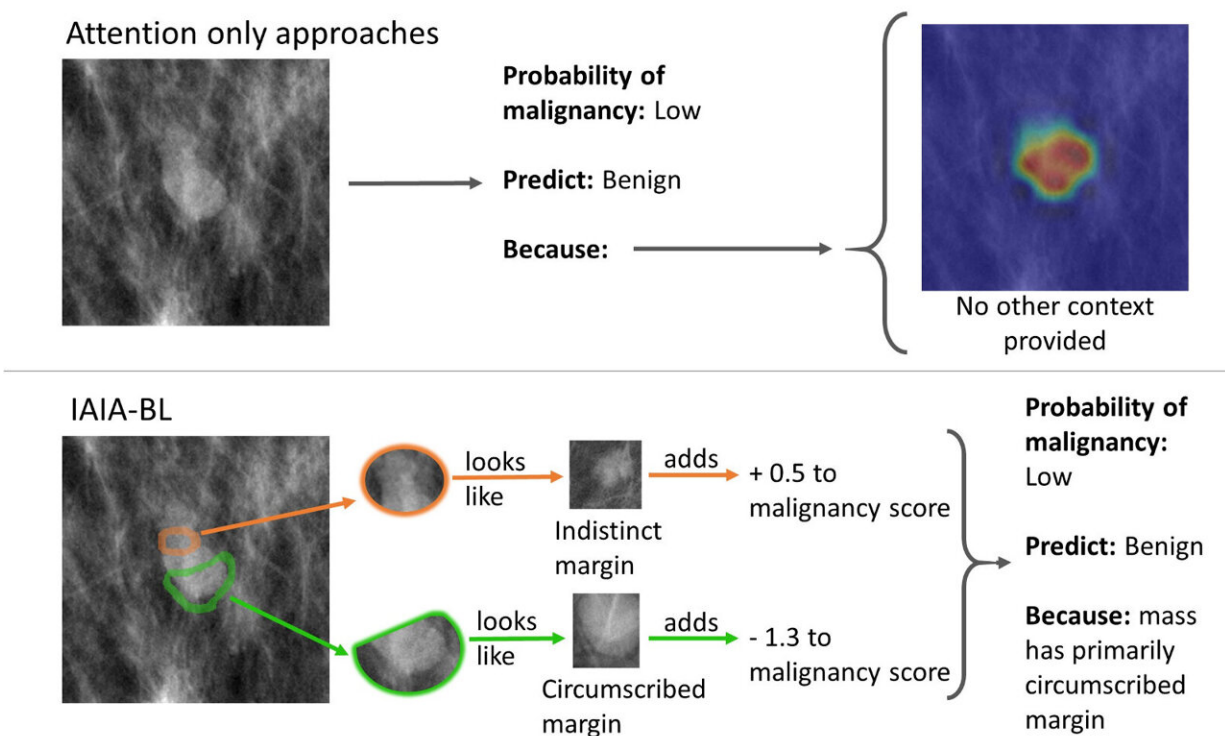 Attention only approaches
Probability of
malignancy: Low
Predict: Benign
Because:
No other context
provided
IAIA-BL
looks
like
Indistinct
margin
adds
+ 0.5 to
malignancy score
looks
like
Circumscribed
margin
adds
- 1.3 to
malignancy score
Probability of
malignancy:
Low
Predict: Benign
Because: mass
has primarily
circumscribed
margin